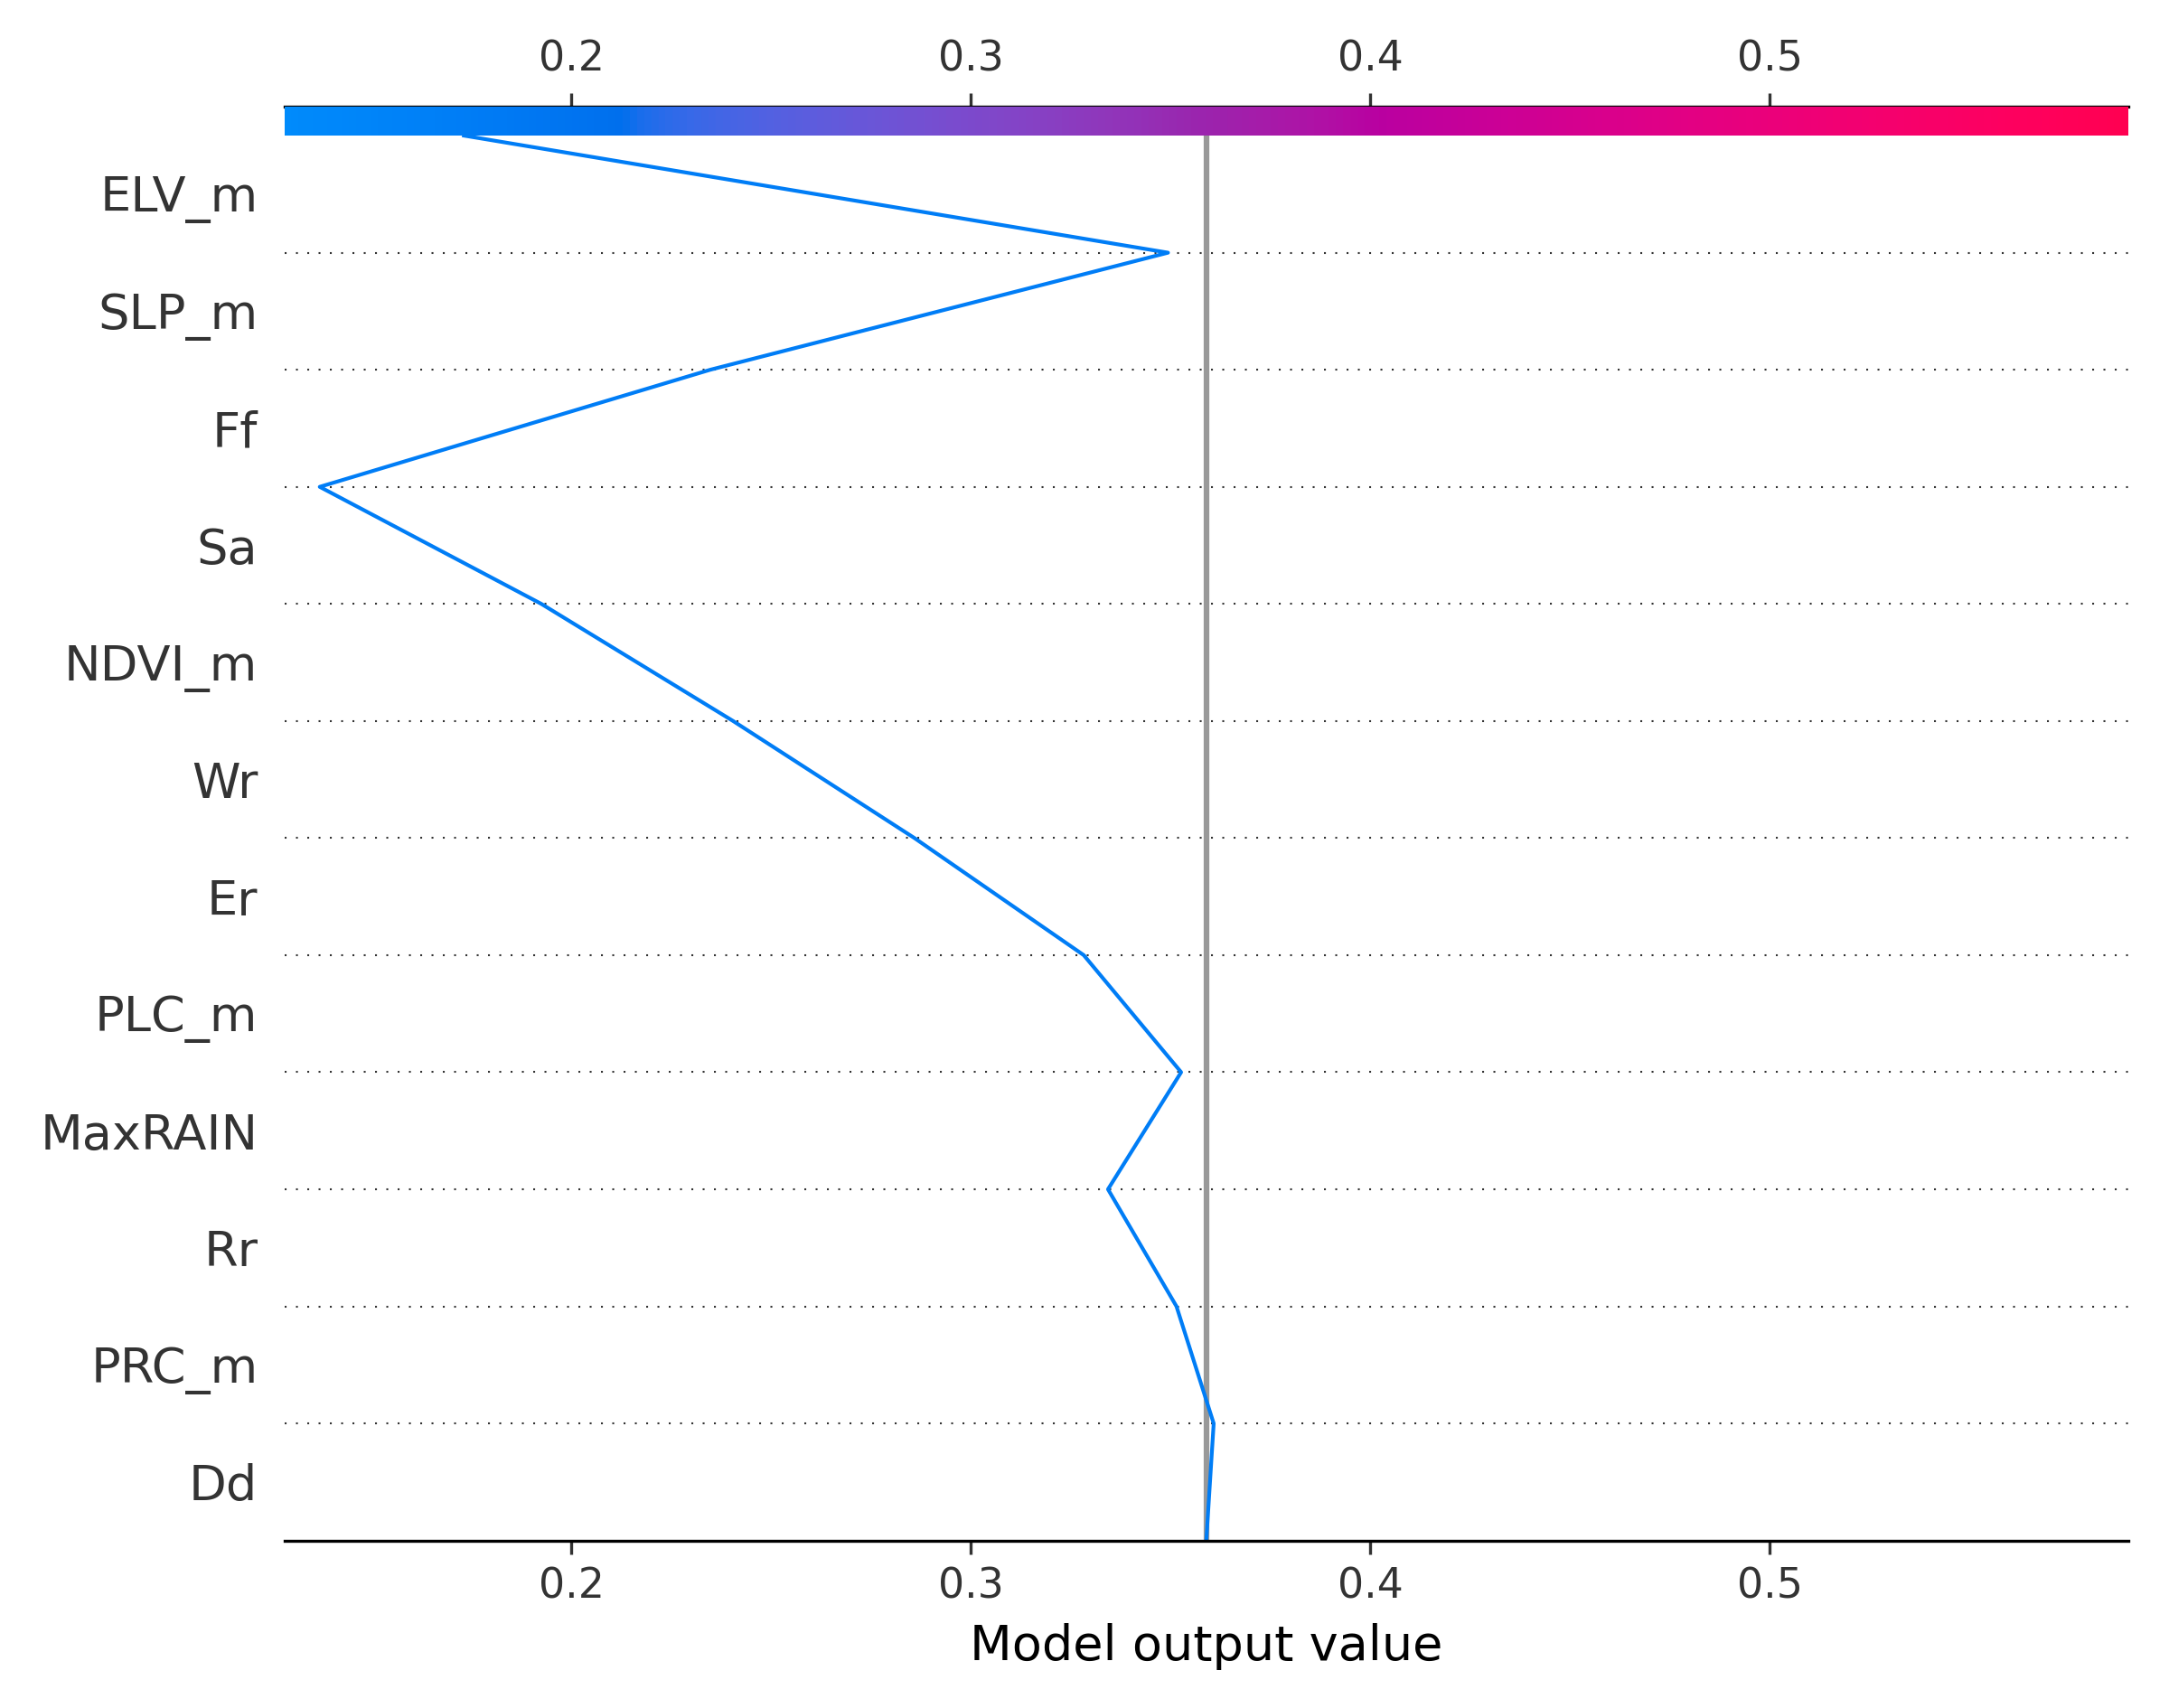 0.2 0.3 0.4 0.5
ELV_m
SLP_m
Ff
Sa
NDVI_m
Wr
Er
PLC_m
MaxRAIN
Rr
PRC_m
Dd
0.2 0.3 0.4 0.5
Model output value